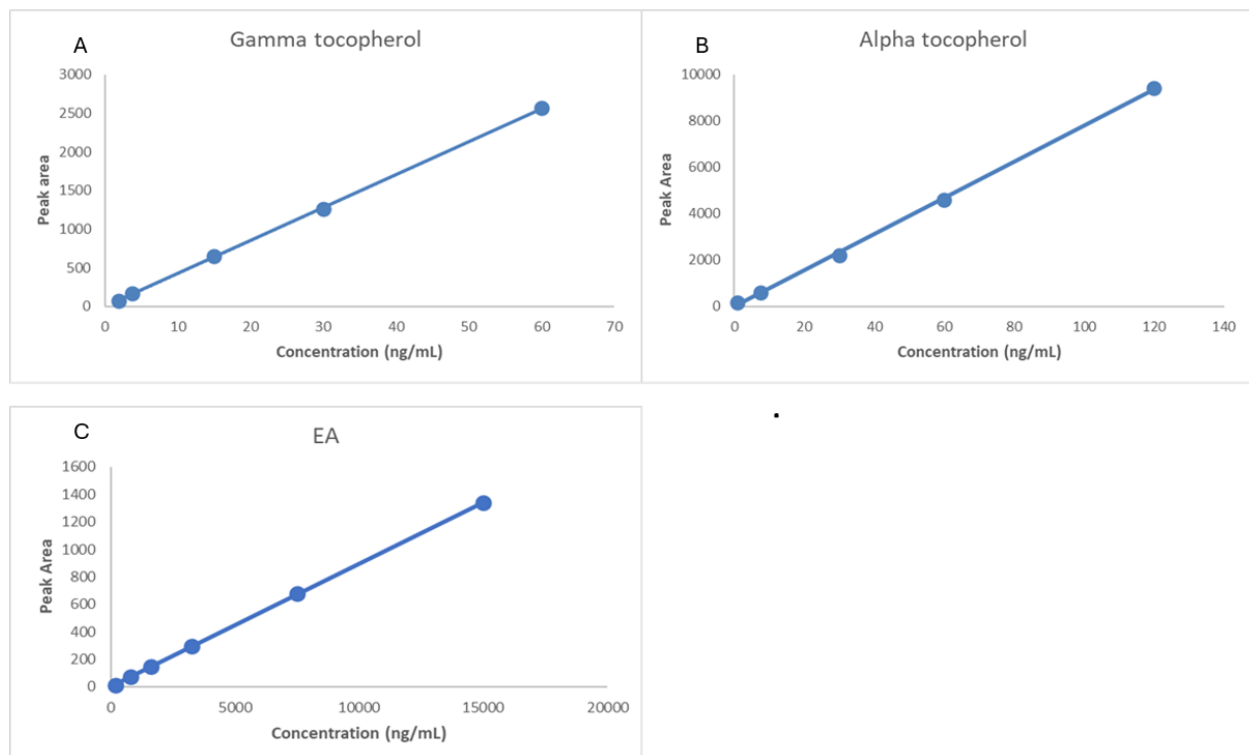 A
Gamma tocopherol
3000
2500
2000
1500
1000
500
0
Peak area
0 10 20 30 40 50 60 70
Concentration (ng/mL)
B
Alpha tocopherol
10000
8000
6000
4000
2000
0
Peak Area
0 20 40 60 80 100 120 140
Concentration (ng/mL)
C
EA
1600
1400
1200
1000
800
600
400
200
0
Peak Area
0 5000 10000 15000 20000
Concentration (ng/mL)